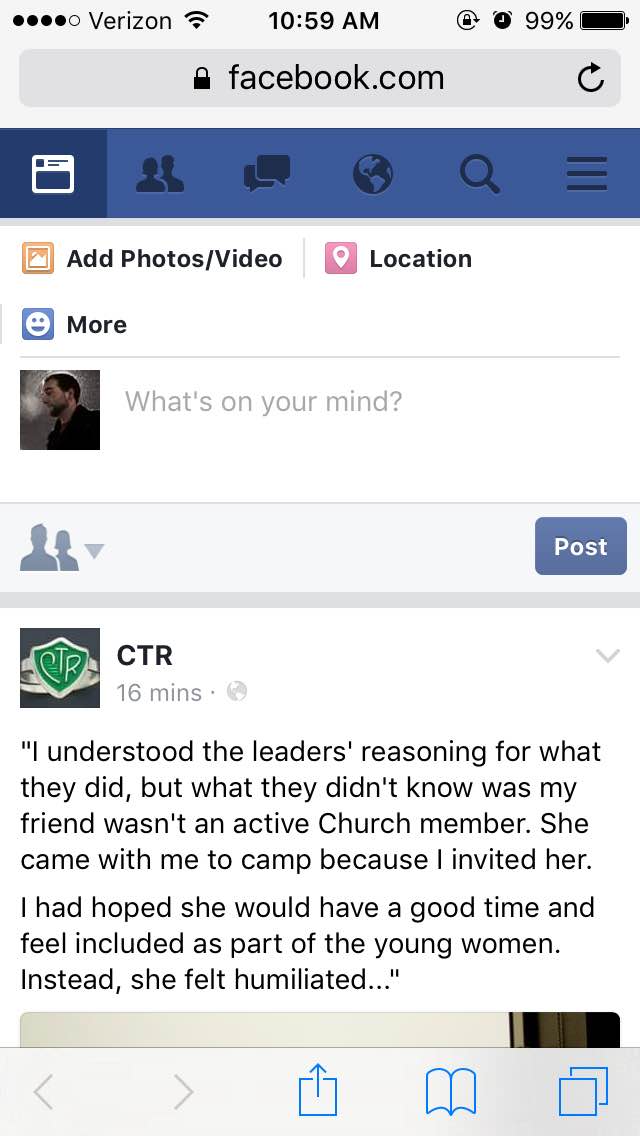 Verizon 10:59 AM 99%
facebook.com
Add Photos/Video Location
More
What's on your mind?
Post
CTR
CTR
16 mins ·
"I understood the leaders' reasoning for what
they did, but what they didn't know was my
friend wasn't an active Church member. She
came with me to camp because I invited her.
I had hoped she would have a good time and
feel included as part of the young women.
Instead, she felt humiliated..."